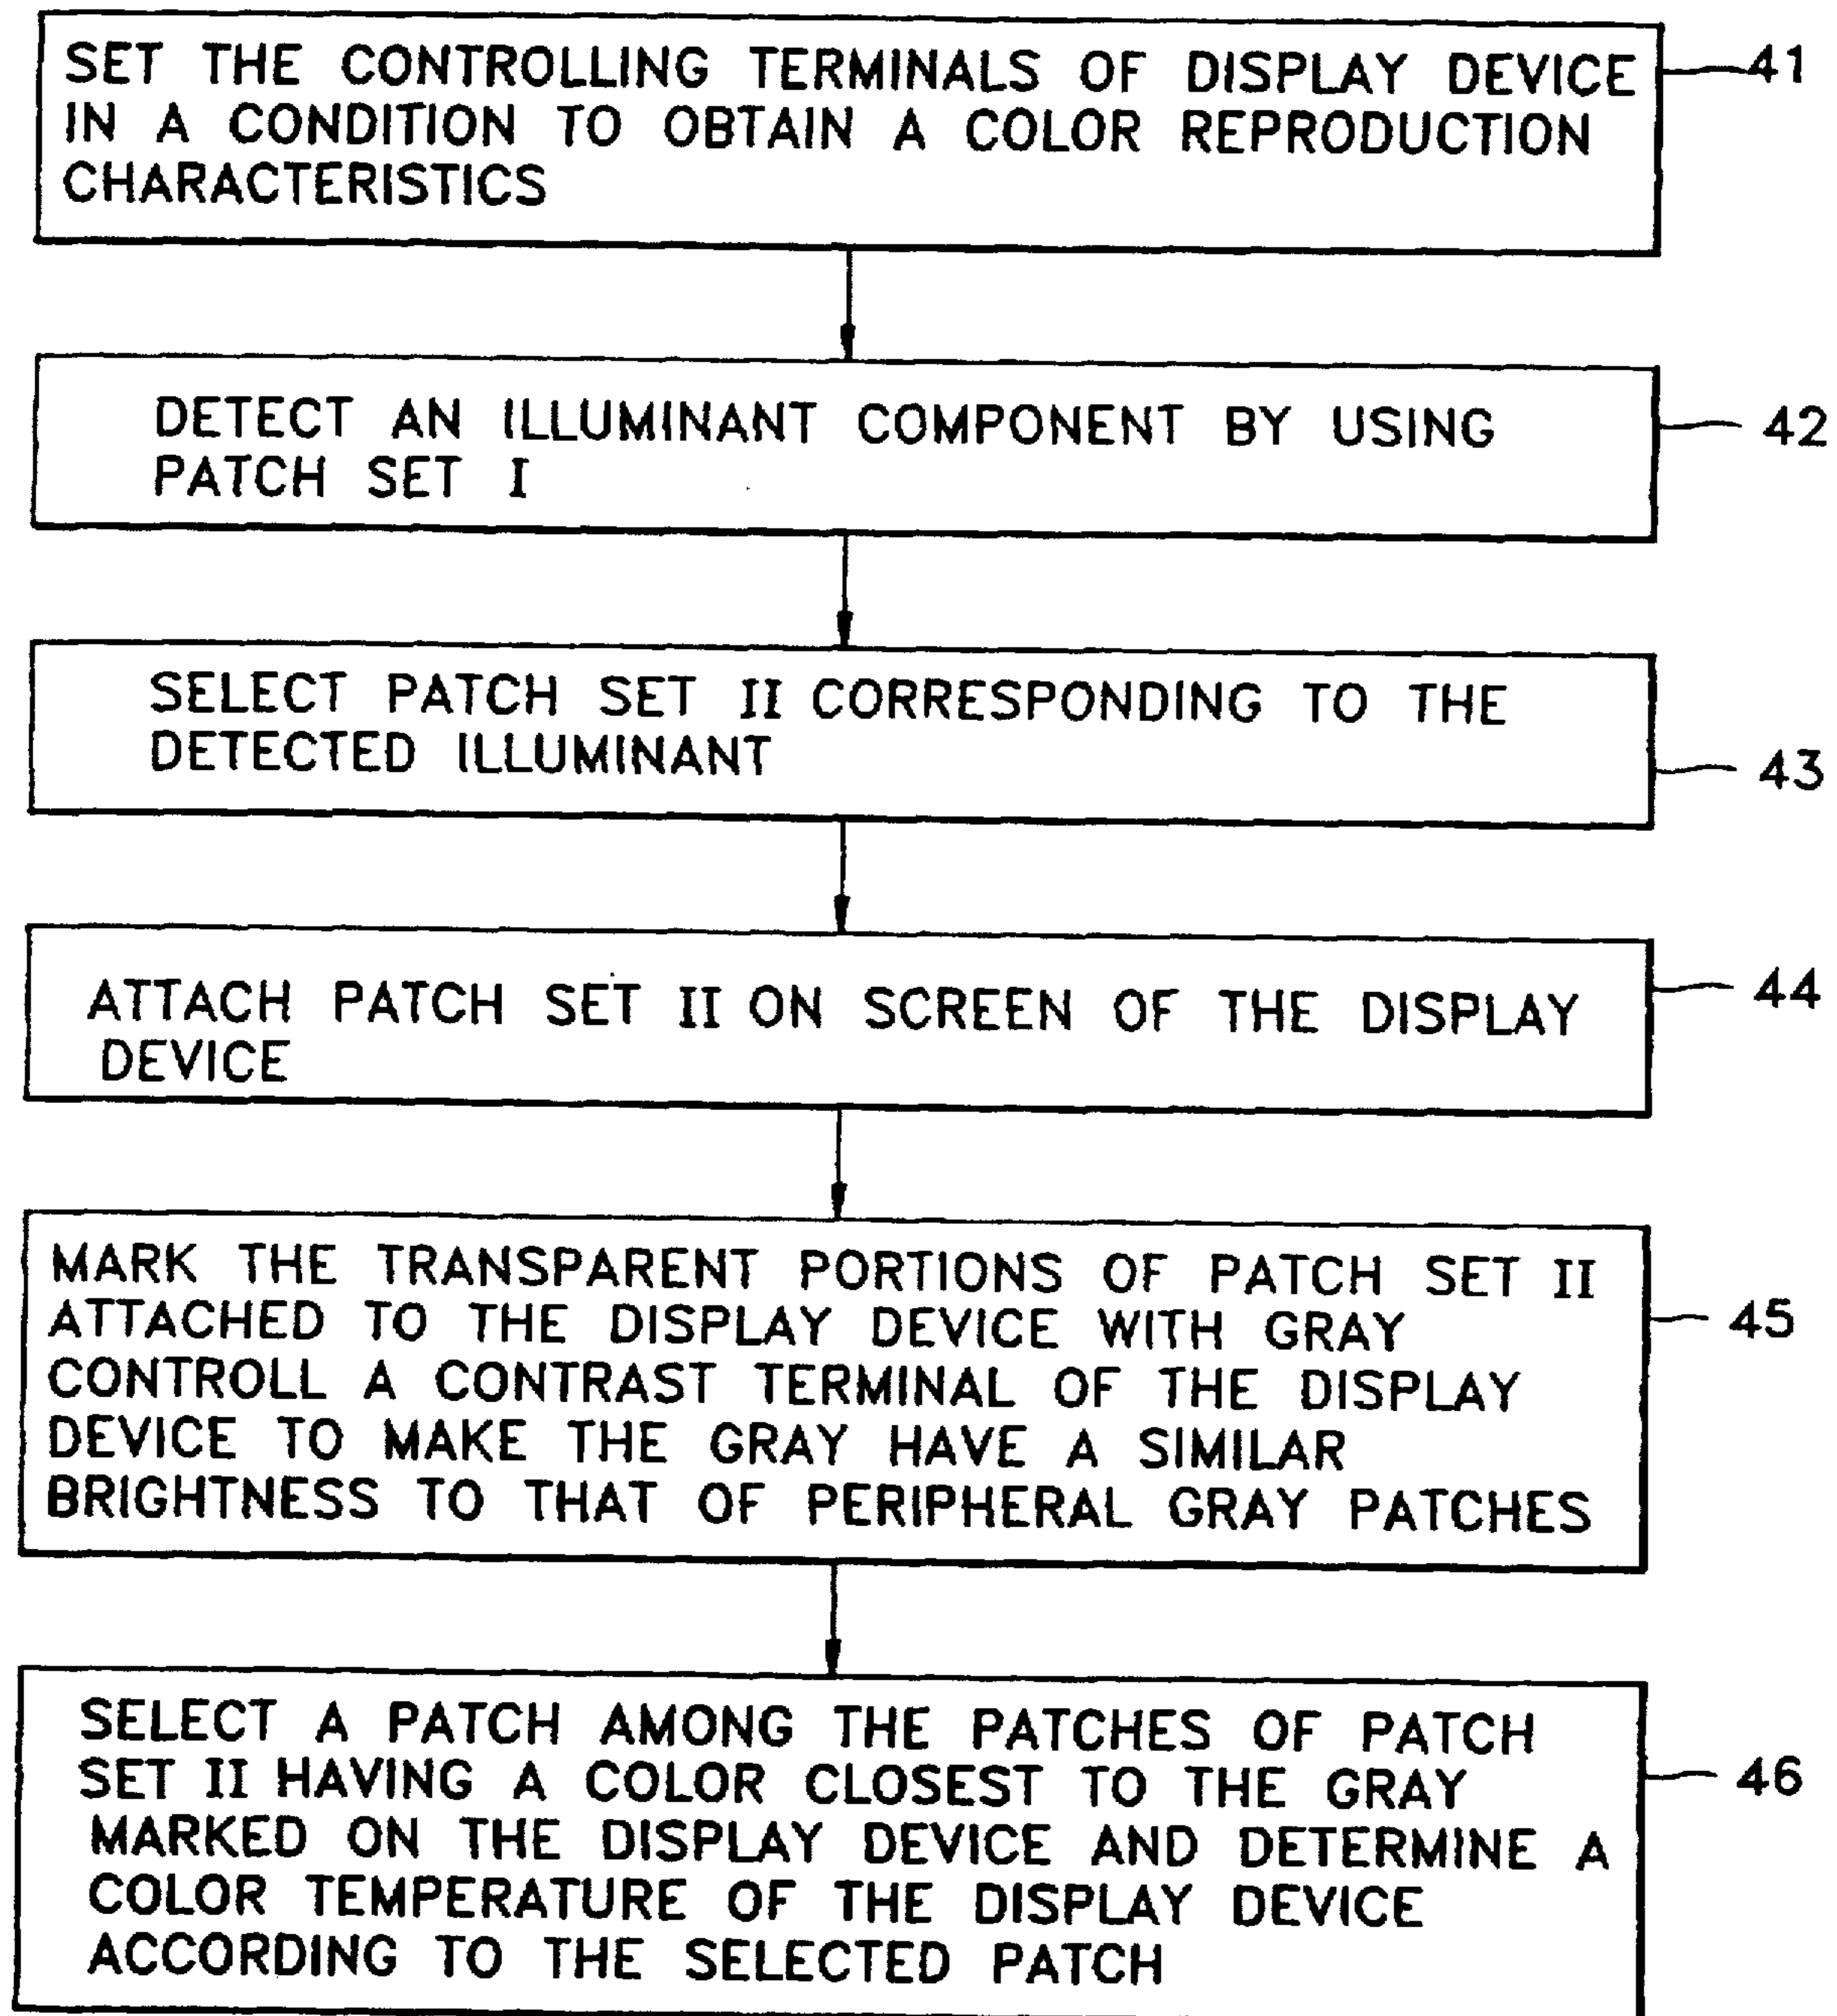 SET THE CONTROLLING TERMINALS OF DISPLAY DEVICE
IN A CONDITION TO OBTAIN A COLOR REPRODUCTION
CHARACTERISTICS
41
DETECT AN ILLUMINANT COMPONENT BY USING
PATCH SET I
42
SELECT PATCH SET II CORRESPONDING TO THE
DETECTED ILLUMINANT
43
ATTACH PATCH SET II ON SCREEN OF THE DISPLAY
DEVICE
44
MARK THE TRANSPARENT PORTIONS OF PATCH SET II
ATTACHED TO THE DISPLAY DEVICE WITH GRAY
CONTROLL A CONTRAST TERMINAL OF THE DISPLAY
DEVICE TO MAKE THE GRAY HAVE A SIMILAR
BRIGHTNESS TO THAT OF PERIPHERAL GRAY PATCHES
45
SELECT A PATCH AMONG THE PATCHES OF PATCH
SET II HAVING A COLOR CLOSEST TO THE GRAY
MARKED ON THE DISPLAY DEVICE AND DETERMINE A
COLOR TEMPERATURE OF THE DISPLAY DEVICE
ACCORDING TO THE SELECTED PATCH
46